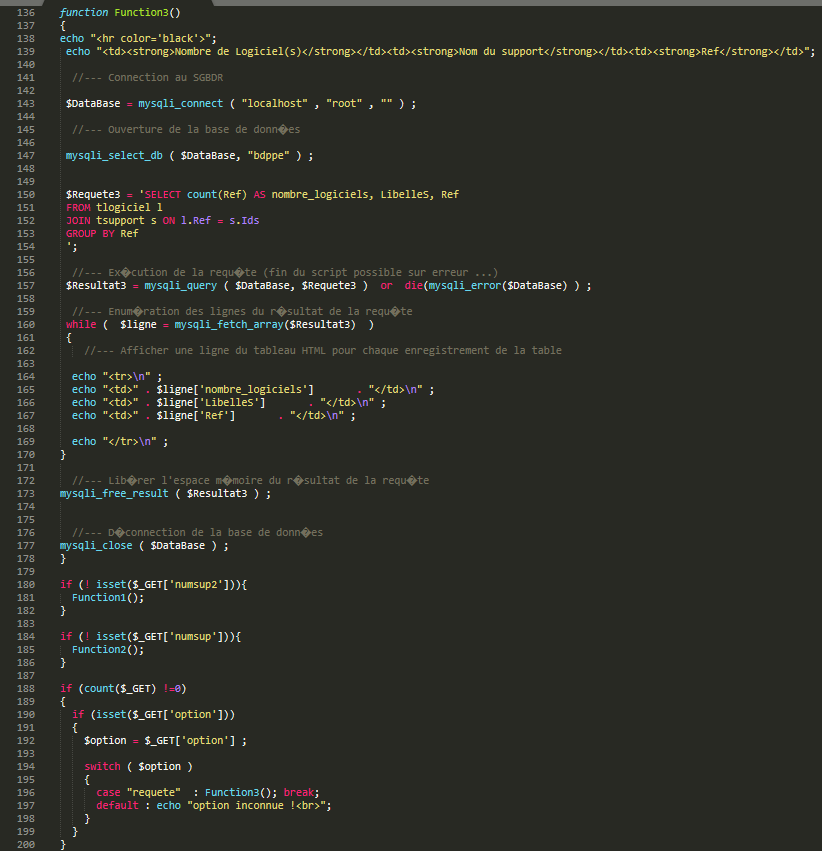 136 function Function3()
137 {
138 echo "<hr color='black'>";
139 echo "<td><strong>Nombre de Logiciel(s)</strong></td><td><strong>Nom du support</strong></td><td><strong>Ref</strong></td>";
140
141 //--- Connection au SGBDR
142
143 $DataBase = mysqli_connect ( "localhost" , "root" , "" ) ;
144
145 //--- Ouverture de la base de donn�es
146
147 mysqli_select_db ( $DataBase, "bdppe" ) ;
148
149
150 $Requete3 = 'SELECT count(Ref) AS nombre_logiciels, LibelleS, Ref
151 FROM tlogiciel l
152 JOIN tsupport s ON l.Ref = s.Ids
153 GROUP BY Ref
154 ';
155
156 //--- Ex�cution de la requ�te (fin du script possible sur erreur ...)
157 $Resultat3 = mysqli_query ( $DataBase, $Requete3 ) or die(mysqli_error($DataBase) ) ;
158
159 //--- Enum�ration des lignes du r�sultat de la requ�te
160 while ( $ligne = mysqli_fetch_array($Resultat3) )
161 {
162 //--- Afficher une ligne du tableau HTML pour chaque enregistrement de la table
163
164 echo "<tr>\n" ;
165 echo "<td>" . $ligne['nombre_logiciels'] . "</td>\n" ;
166 echo "<td>" . $ligne['LibelleS'] . "</td>\n" ;
167 echo "<td>" . $ligne['Ref'] . "</td>\n" ;
168
169 echo "</tr>\n" ;
170 }
171
172 //--- Lib�rer l'espace m�moire du r�sultat de la requ�te
173 mysqli_free_result ( $Resultat3 ) ;
174
175
176 //--- D�connection de la base de donn�es
177 mysqli_close ( $DataBase ) ;
178 }
179
180 if (! isset($_GET['numsup2'])){
181 Function1();
182 }
183
184 if (! isset($_GET['numsup'])){
185 Function2();
186 }
187
188 if (count($_GET) !=0)
189 {
190 if (isset($_GET['option']))
191 {
192 $option = $_GET['option'] ;
193
194 switch ( $option )
195 {
196 case "requete" : Function3(); break;
197 default : echo "option inconnue !<br>";
198 }
199 }
200 }